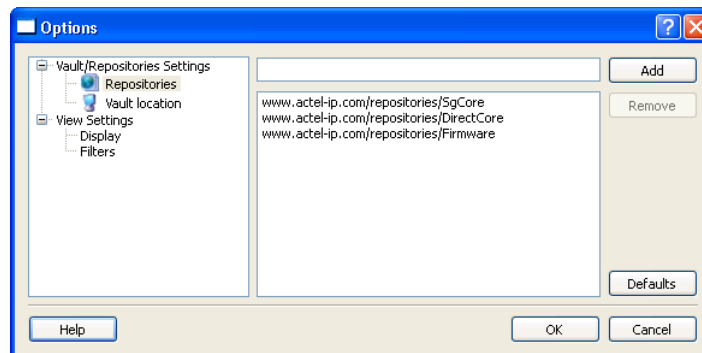 Options
Vault/Repositories Settings
Repositories
Vault location
View Settings
Display
Filters
Add
www.actel-ip.com/repositories/SgCore
www.actel-ip.com/repositories/DirectCore
www.actel-ip.com/repositories/Firmware
Remove
Defaults
Help
OK
Cancel